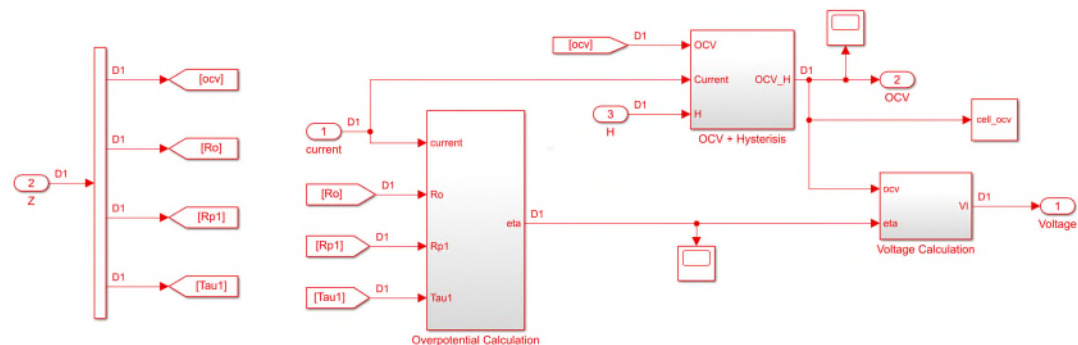 D1
[ocv]
D1
[Ro]
2
D1
Z
D1
[Rp1]
D1
[Tau1]
[ocv]
D1
OCV
Current
OCV_H
D1
2
OCV
3
D1
H
H
OCV + Hysterisis
cell_ocv
1
D1
current
current
[Ro]
D1
Ro
[Rp1]
D1
Rp1
[Tau1]
D1
Tau1
eta
D1
Overpotential Calculation
ocv
eta
Vl
D1
1
Voltage
Voltage Calculation